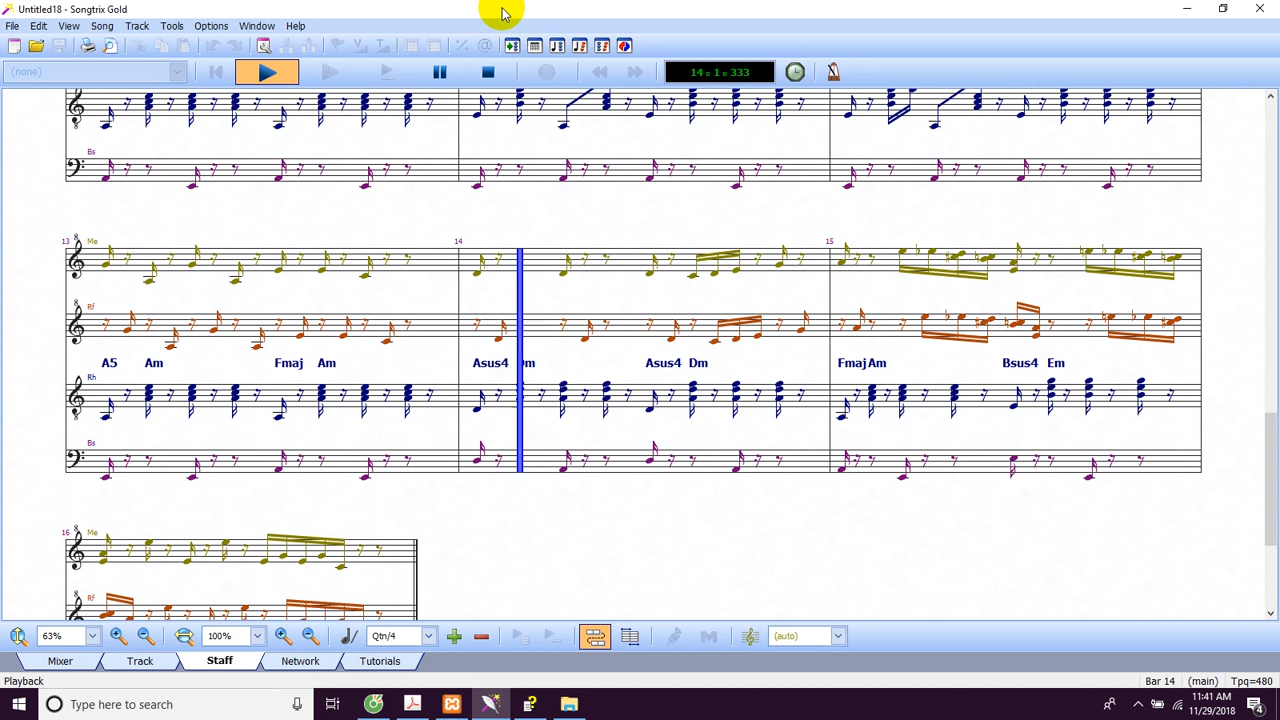 Untitled18 - Songtrix Gold
File Edit View Song Track Tools Options Window Help
(none)
14 : 1 : 333
Bs
13 Me 14 15
Rf
A5 Am Fmaj Am Asus4 Dm Asus4 Dm Fmaj Am Bsus4 Em
Rh
Bs
16 Me
Rf
63% 100% Qtn/4 (auto)
Mixer Track Staff Network Tutorials
Playback Bar 14 (main) Tpq=480
Type here to search
11:41 AM
11/29/2018
4